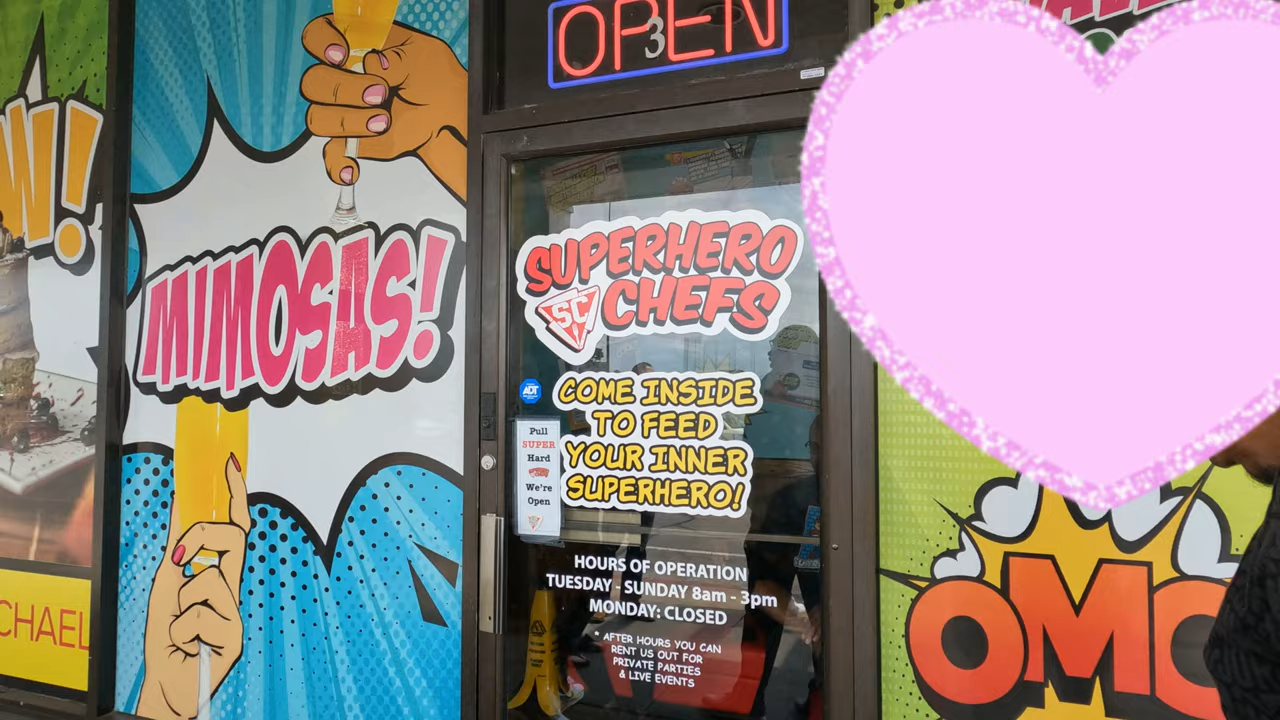 OPEN
3
W!
MIMOSAS!
SUPERHERO
SC CHEFS
ADT
COME INSIDE
TO FEED
YOUR INNER
SUPERHERO!
Pull
SUPER
Hard
We're
Open
HOURS OF OPERATION
TUESDAY - SUNDAY 8am - 3pm
MONDAY: CLOSED
* AFTER HOURS YOU CAN
RENT US OUT FOR
PRIVATE PARTIES
& LIVE EVENTS
CHAEL
OMG